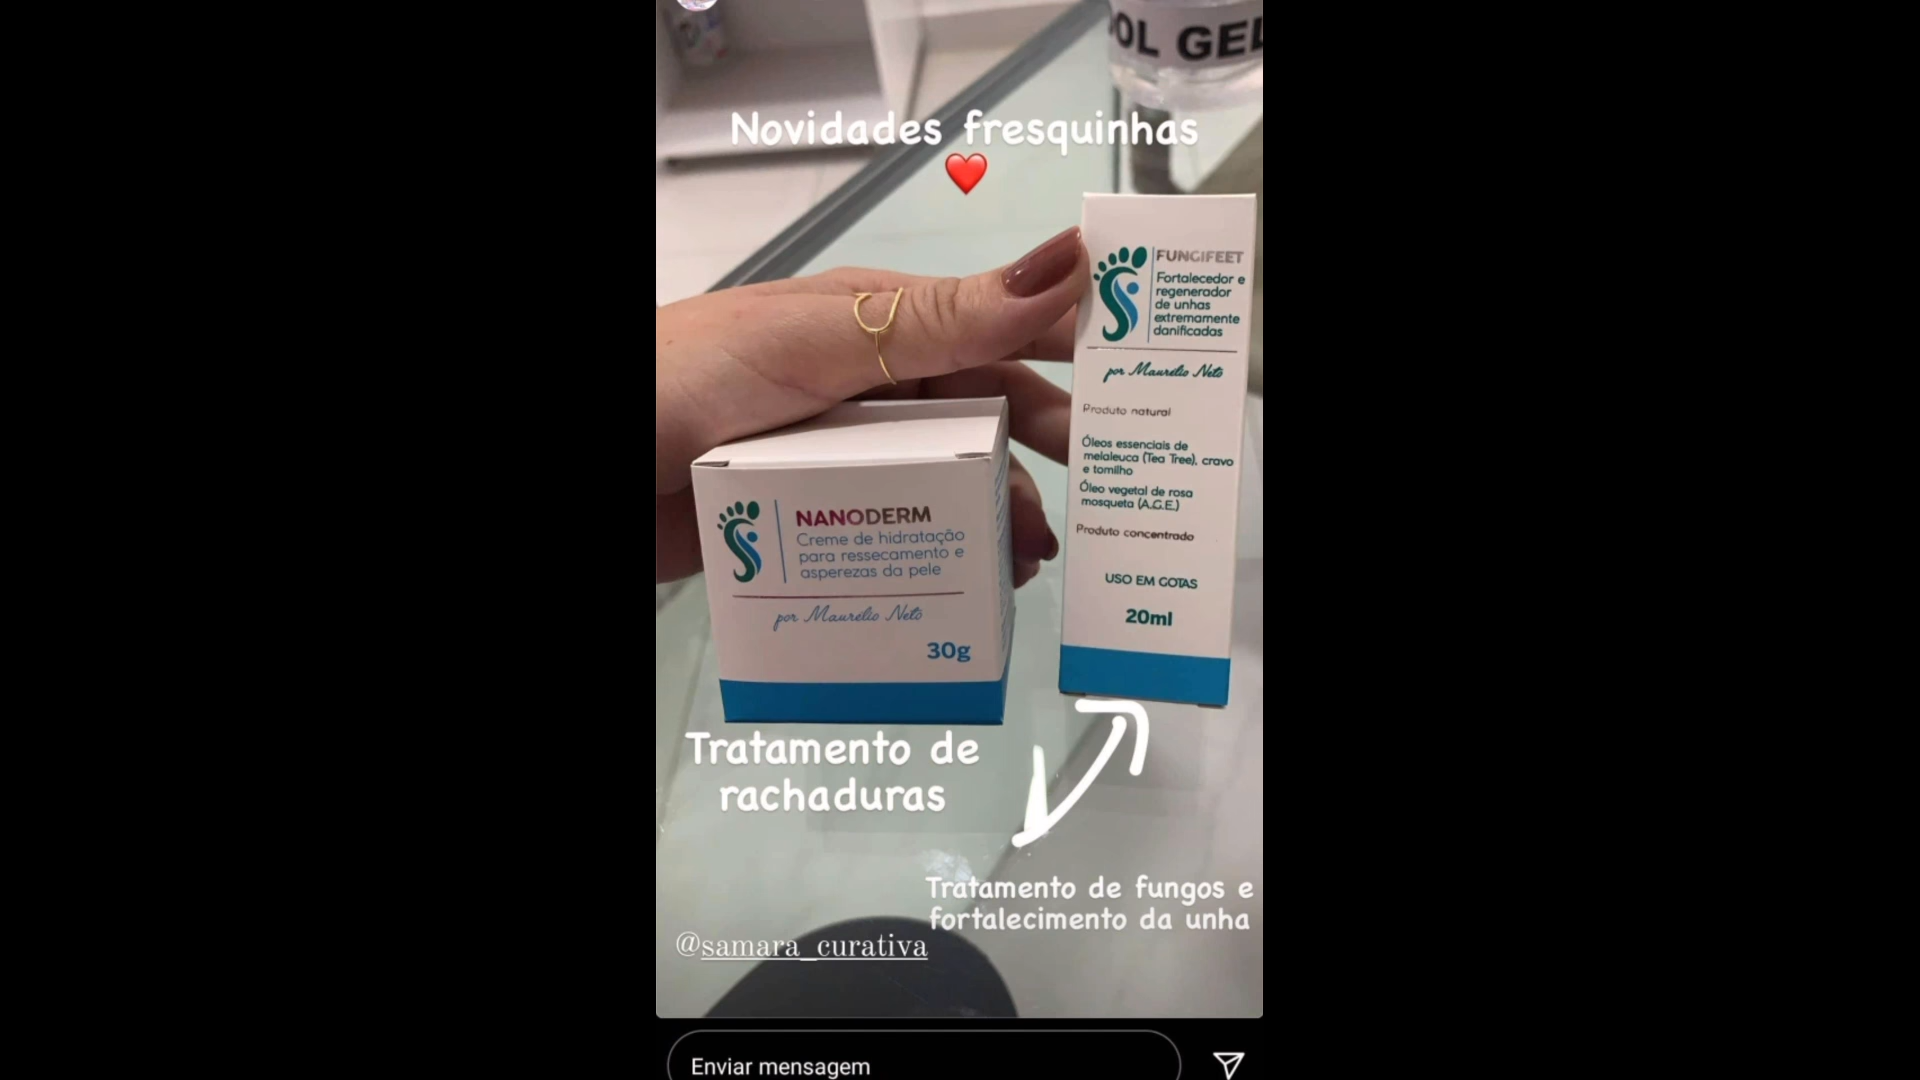 OL GEL
Novidades fresquinhas
❤️
FUNGIFEET
Fortalecedor e
regenerador
de unhas
extremamente
danificadas
por Maurélio Neto
Produto natural
Óleos essenciais de
melaleuca (Tea Tree), cravo
e tomilho
Óleo vegetal de rosa
mosqueta (A.G.E.)
Produto concentrado
USO EM GOTAS
20ml
NANODERM
Creme de hidratação
para ressecamento e
asperezas da pele
por Maurélio Neto
30g
Tratamento de
rachaduras
Tratamento de fungos e
fortalecimento da unha
@samara_curativa
Enviar mensagem